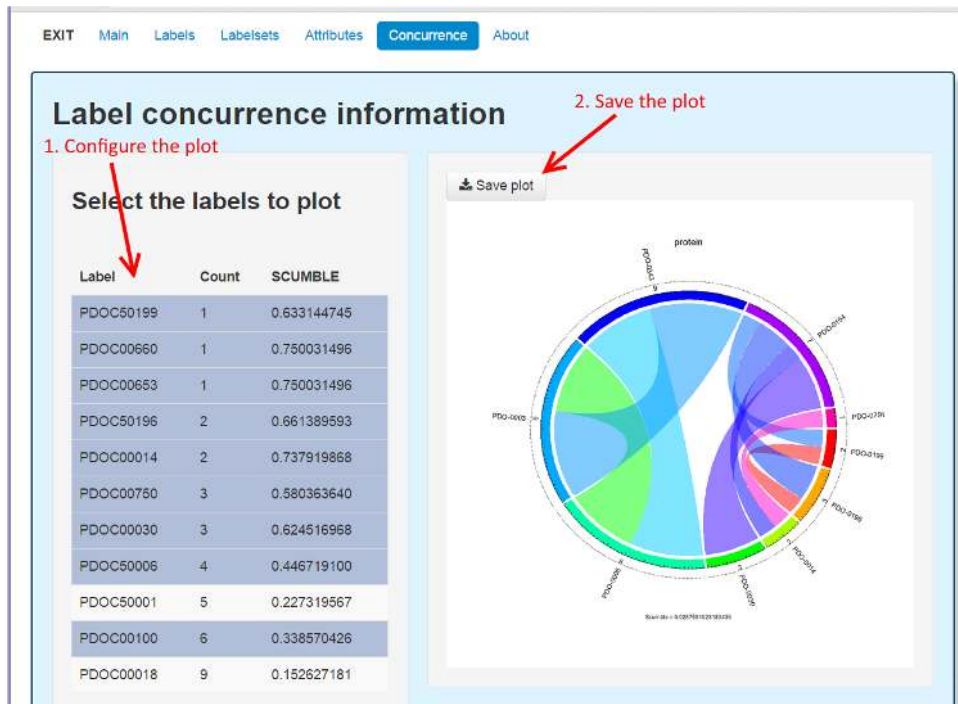 EXIT Main Labels Labelsets Attributes Concurrence About
Label concurrence information
2. Save the plot
1. Configure the plot
Select the labels to plot
Save plot
Label Count SCUMBLE
PDOC50199 1 0.633144745
PDOC00660 1 0.750031496
PDOC00653 1 0.750031496
PDOC50196 2 0.661389593
PDOC00014 2 0.737919868
PDOC00750 3 0.580363640
PDOC00030 3 0.624516968
PDOC50006 4 0.446719100
PDOC50001 5 0.227319567
PDOC00100 6 0.338570426
PDOC00018 9 0.152627181
protein